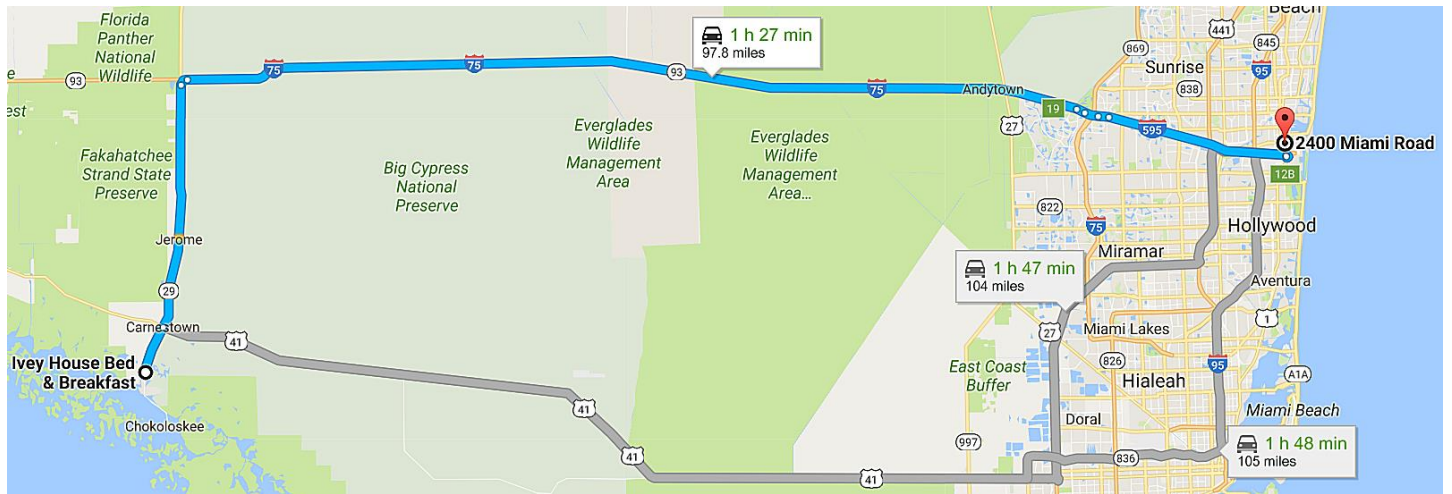 Florida
Panther
National
Wildlife
93
e
est
75
75
1 h 27 min
97.8 miles
93
75
Andytown
27
19
869
Sunrise
838
441
Beach
845
95
595
2400 Miami Road
12B
Fakahatchee
Strand State
Preserve
Big Cypress
National
Preserve
Everglades
Wildlife
Management
Area
Everglades
Wildlife
Management
Area...
822
75
Hollywood
Miramar
Jerome
29
Carnestown
41
Ivey House Bed
& Breakfast
Chokoloskee
1 h 47 min
104 miles
Aventura
27
Miami Lakes
1
826
East Coast
Buffer
Hialeah
95
A1A
Miami Beach
41
Doral
997
41
41
836
1 h 48 min
105 miles